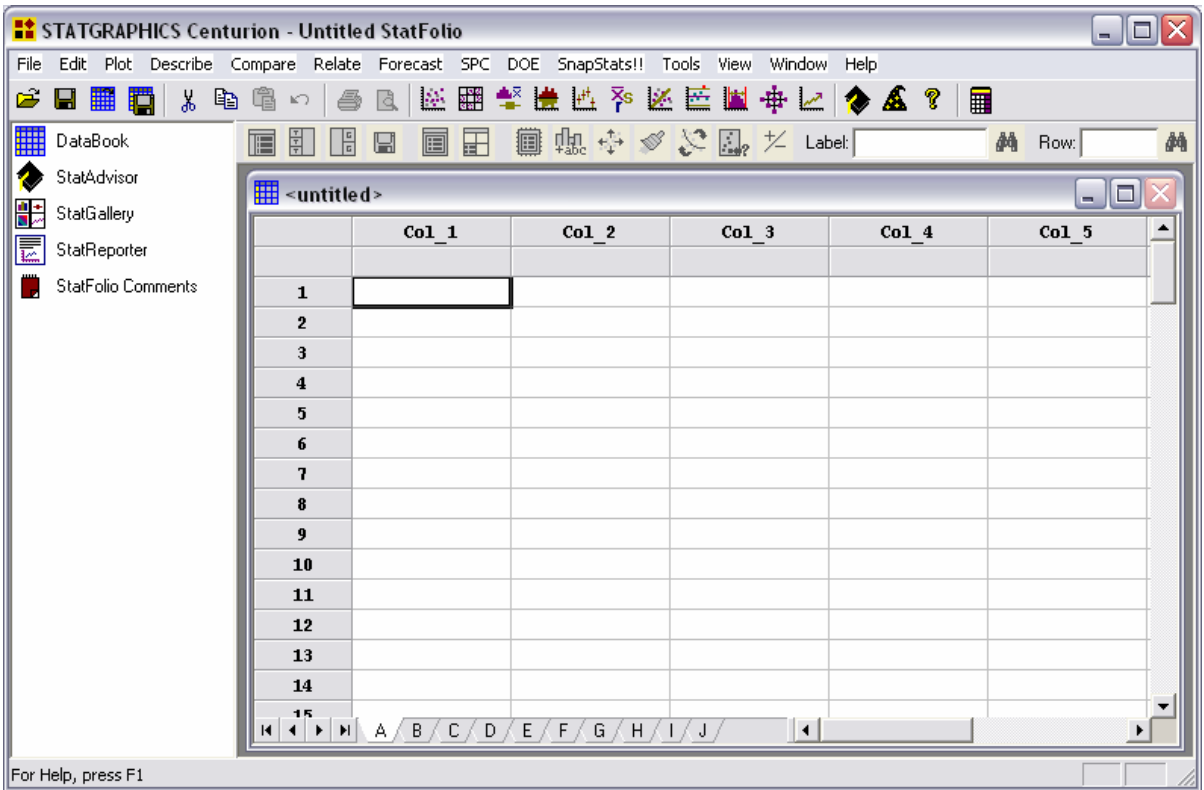 STATGRAPHICS Centurion - Untitled StatFolio
File Edit Plot Describe Compare Relate Forecast SPC DOE SnapStats!! Tools View Window Help
DataBook
StatAdvisor
StatGallery
StatReporter
StatFolio Comments
Label: Row:
<untitled>
Col_1 Col_2 Col_3 Col_4 Col_5
1
2
3
4
5
6
7
8
9
10
11
12
13
14
15
A B C D E F G H I J
For Help, press F1